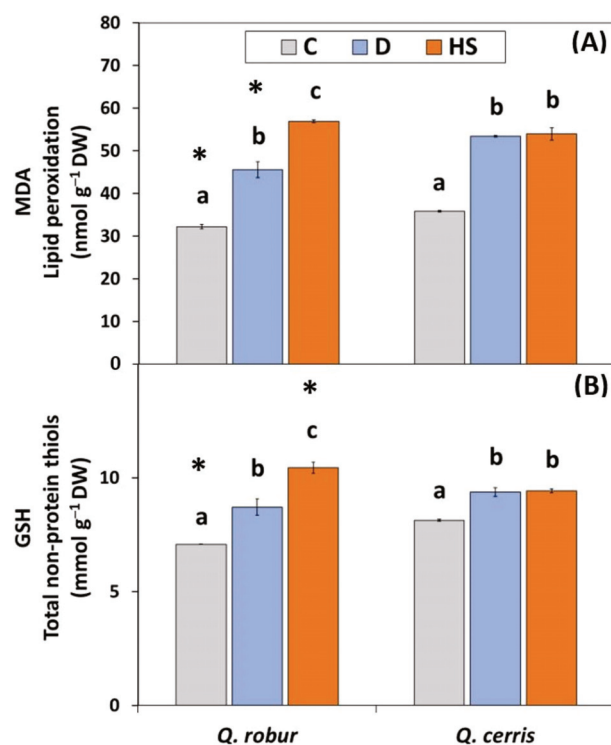 C D HS (A)
80
70
60
50
40
30
20
10
0
MDA
Lipid peroxidation
(nmol g⁻¹ DW)
* a
* b
c
a
b
b
(B)
10
5
0
GSH
Total non-protein thiols
(mmol g⁻¹ DW)
* a
b
* c
a
b
b
Q. robur Q. cerris